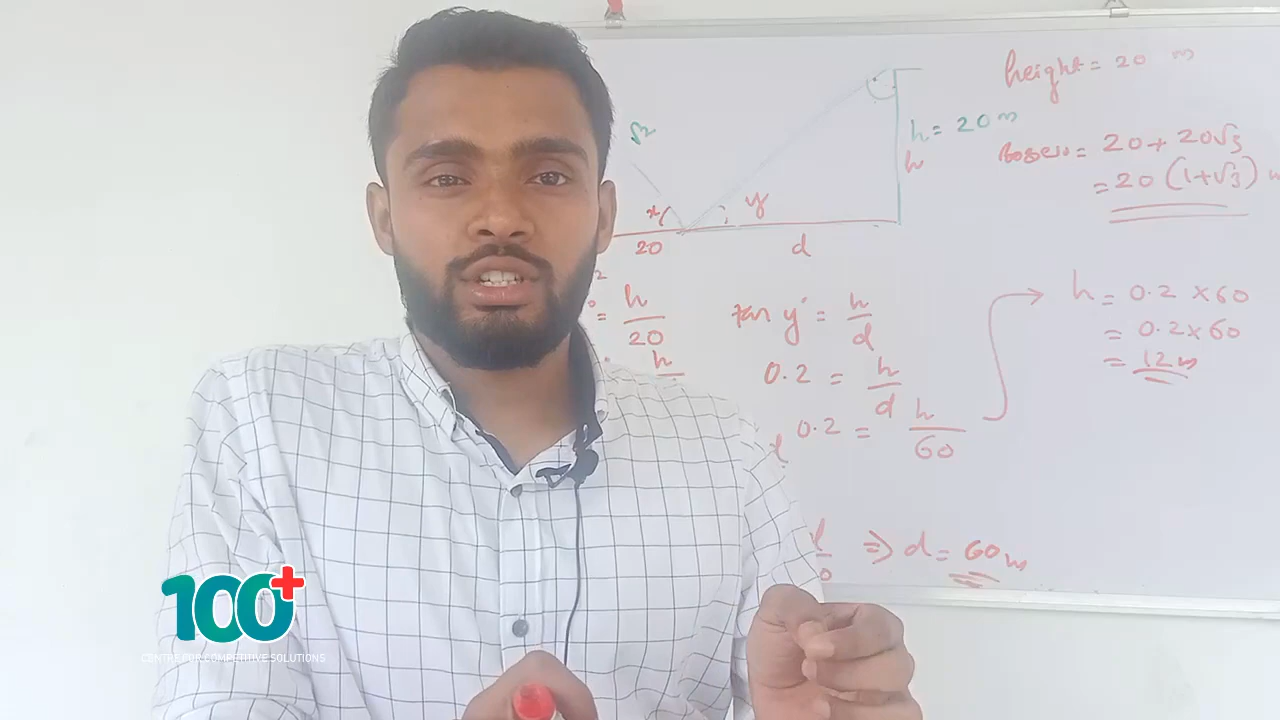 height = 20 m
h = 20 m
h
= 20 + 20√3
= 20 (1+√3) m
x y
20 d
= h/20
h
tan y = h/d
0.2 = h/d
0.2 = h/60
h = 0.2 × 60
= 0.2 × 60
= 12 m
⇒ d = 60 m
100+
CENTRE FOR COMPETITIVE SOLUTIONS